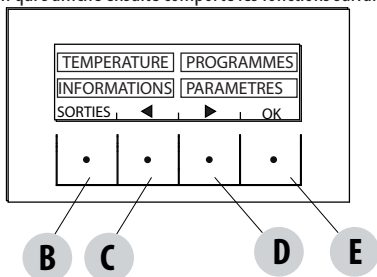 TEMPERATURE PROGRAMMES
INFORMATIONS PARAMETRES
SORTIES ◀ ▶ OK
B C D E